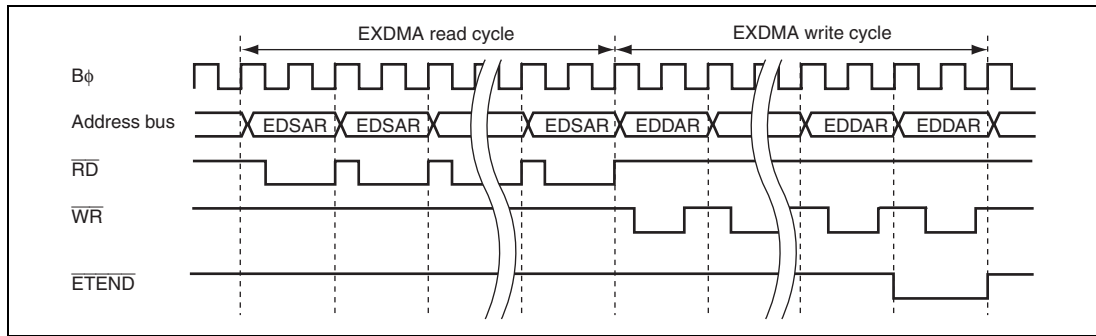 EXDMA read cycle EXDMA write cycle
Bϕ
Address bus EDSAR EDSAR EDSAR EDDAR EDDAR EDDAR
RD
WR
ETEND